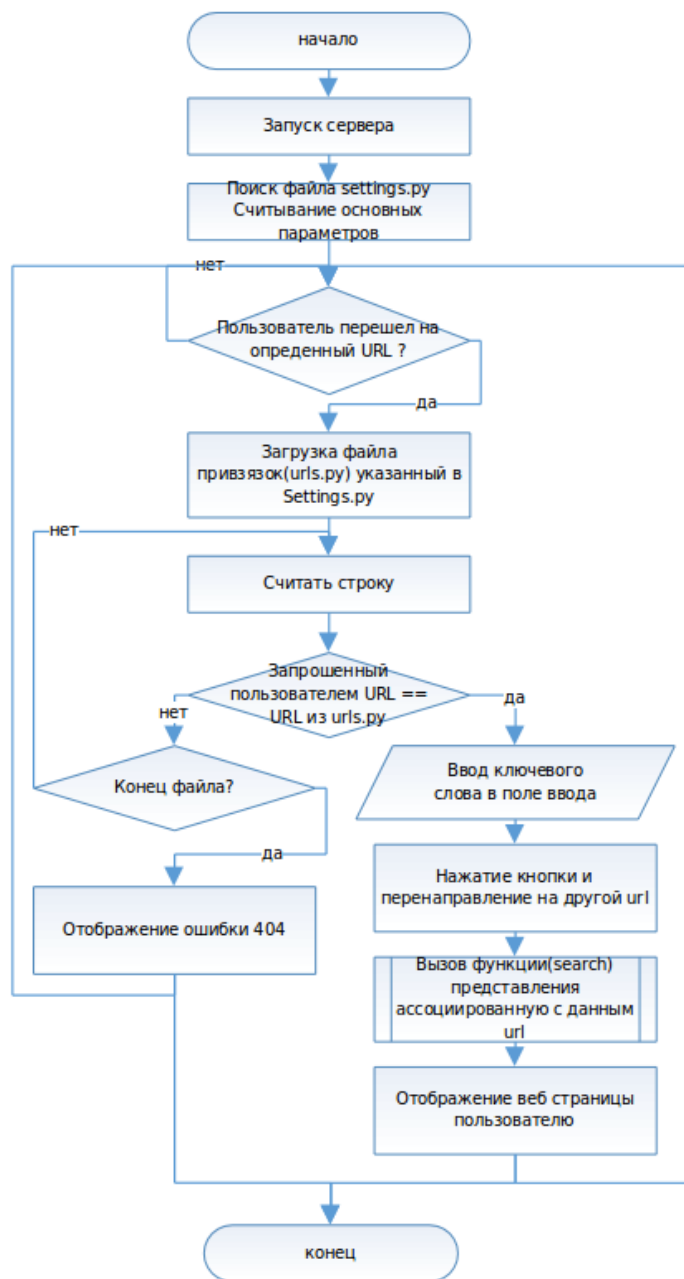 начало
Запуск сервера
Поиск файла settings.py
Считывание основных
параметров
нет
Пользователь перешел на
опреденный URL ?
да
Загрузка файла
привзязок(urls.py) указанный в
Settings.py
нет
Считать строку
Запрошенный
пользователем URL ==
URL из urls.py
нет
да
Конец файла?
Ввод ключевого
слова в поле ввода
да
Нажатие кнопки и
перенаправление на другой url
Отображение ошибки 404
Вызов функции(search)
представления
ассоциированную с данным
url
Отображение веб страницы
пользователю
конец